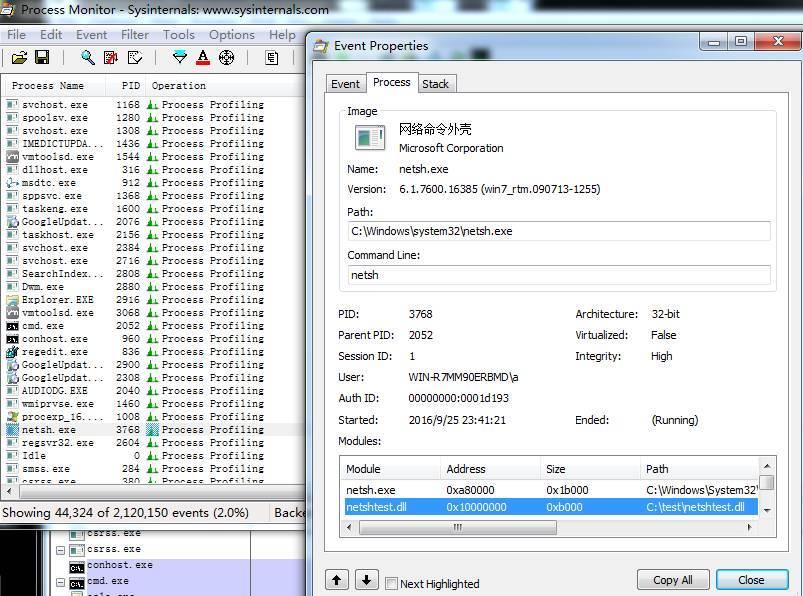 Process Monitor - Sysinternals: www.sysinternals.com
File Edit Event Filter Tools Options Help
Process Name PID Operation
svchost.exe 1168 Process Profiling
spoolsv.exe 1280 Process Profiling
svchost.exe 1308 Process Profiling
IMEDICTUPDA... 1436 Process Profiling
vmtoolsd.exe 1544 Process Profiling
dllhost.exe 316 Process Profiling
msdtc.exe 912 Process Profiling
sppsvc.exe 1368 Process Profiling
taskeng.exe 1600 Process Profiling
GoogleUpdat... 2076 Process Profiling
taskhost.exe 2156 Process Profiling
svchost.exe 2384 Process Profiling
svchost.exe 2716 Process Profiling
SearchIndex... 2808 Process Profiling
Dwm.exe 2880 Process Profiling
Explorer.EXE 2916 Process Profiling
vmtoolsd.exe 3068 Process Profiling
cmd.exe 2052 Process Profiling
conhost.exe 960 Process Profiling
regedit.exe 836 Process Profiling
GoogleUpdat... 2900 Process Profiling
GoogleUpdat... 2308 Process Profiling
AUDIODG.EXE 2040 Process Profiling
wmiprvse.exe 1460 Process Profiling
procexp_16.... 1008 Process Profiling
netsh.exe 3768 Process Profiling
regsvr32.exe 2604 Process Profiling
Idle 0 Process Profiling
smss.exe 284 Process Profiling
csrss.exe 380 Process Profiling
Showing 44,324 of 2,120,150 events (2.0%) Backe
csrss.exe
csrss.exe
conhost.exe
cmd.exe
Event Properties
Event Process Stack
Image
网络命令外壳
Microsoft Corporation
Name: netsh.exe
Version: 6.1.7600.16385 (win7_rtm.090713-1255)
Path:
C:\Windows\system32\netsh.exe
Command Line:
netsh
PID: 3768 Architecture: 32-bit
Parent PID: 2052 Virtualized: False
Session ID: 1 Integrity: High
User: WIN-R7MM90ERBMD\a
Auth ID: 00000000:0001d193
Started: 2016/9/25 23:41:21 Ended: (Running)
Modules:
Module Address Size Path
netsh.exe 0xa80000 0x1b000 C:\Windows\System32\
netshtest.dll 0x10000000 0xb000 C:\test\netshtest.dll
Next Highlighted Copy All Close